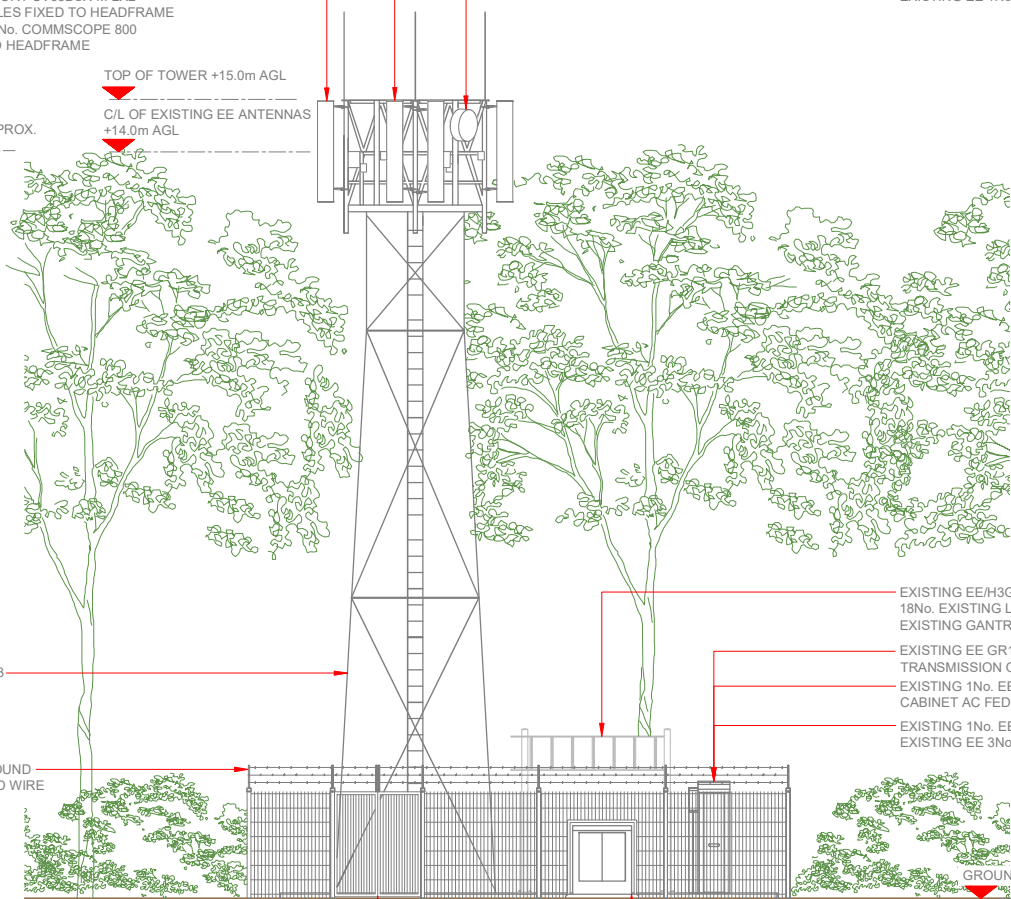 LES FIXED TO HEADFRAME
No. COMMSCOPE 800
HEADFRAME
TOP OF TOWER +15.0m AGL
C/L OF EXISTING EE ANTENNAS
+14.0m AGL
PROX.
EXISTING EE/H3G
18No. EXISTING L
EXISTING GANTR
EXISTING EE GR1
TRANSMISSION C
EXISTING 1No. EE
CABINET AC FED
EXISTING 1No. EE
EXISTING EE 3No
OUND
D WIRE
GROUN